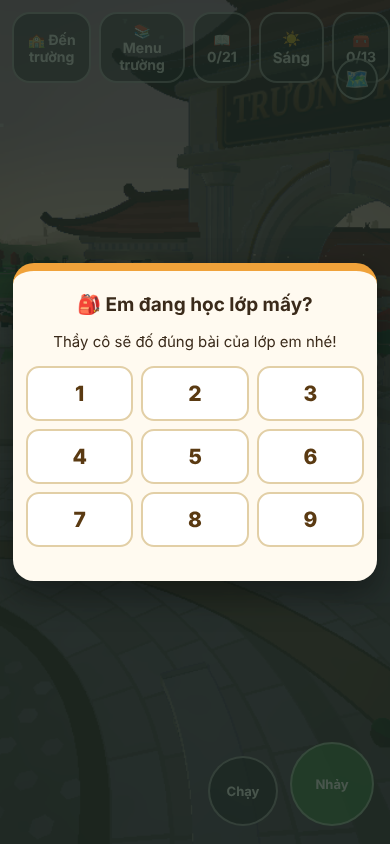 🏫 Đến
trường
📚
Menu
trường
📖
0/21
☀️
Sáng
🧰
0/13
🗺️
TRƯỜNG
🎒 Em đang học lớp mấy?
Thầy cô sẽ đố đúng bài của lớp em nhé!
1
2
3
4
5
6
7
8
9
Chạy
Nhảy